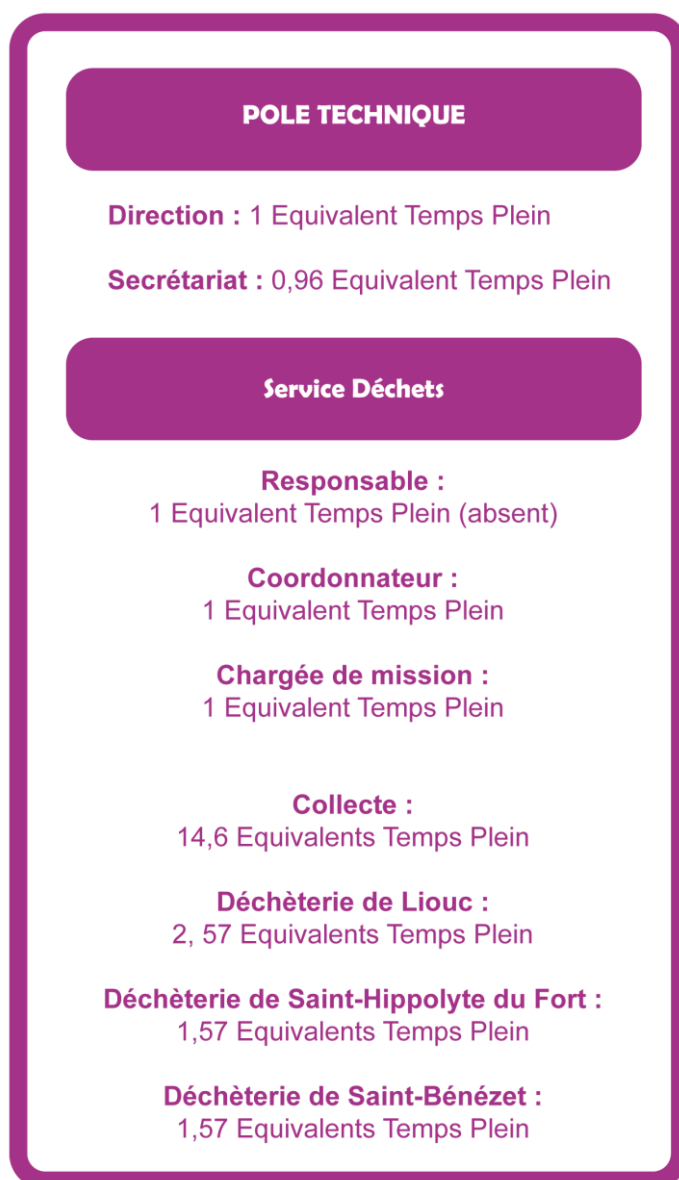 POLE TECHNIQUE
Direction : 1 Equivalent Temps Plein
Secrétariat : 0,96 Equivalent Temps Plein
Service Déchets
Responsable :
1 Equivalent Temps Plein (absent)
Coordonnateur :
1 Equivalent Temps Plein
Chargée de mission :
1 Equivalent Temps Plein
Collecte :
14,6 Equivalents Temps Plein
Déchèterie de Liouc :
2, 57 Equivalents Temps Plein
Déchèterie de Saint-Hippolyte du Fort :
1,57 Equivalents Temps Plein
Déchèterie de Saint-Bénézet :
1,57 Equivalents Temps Plein